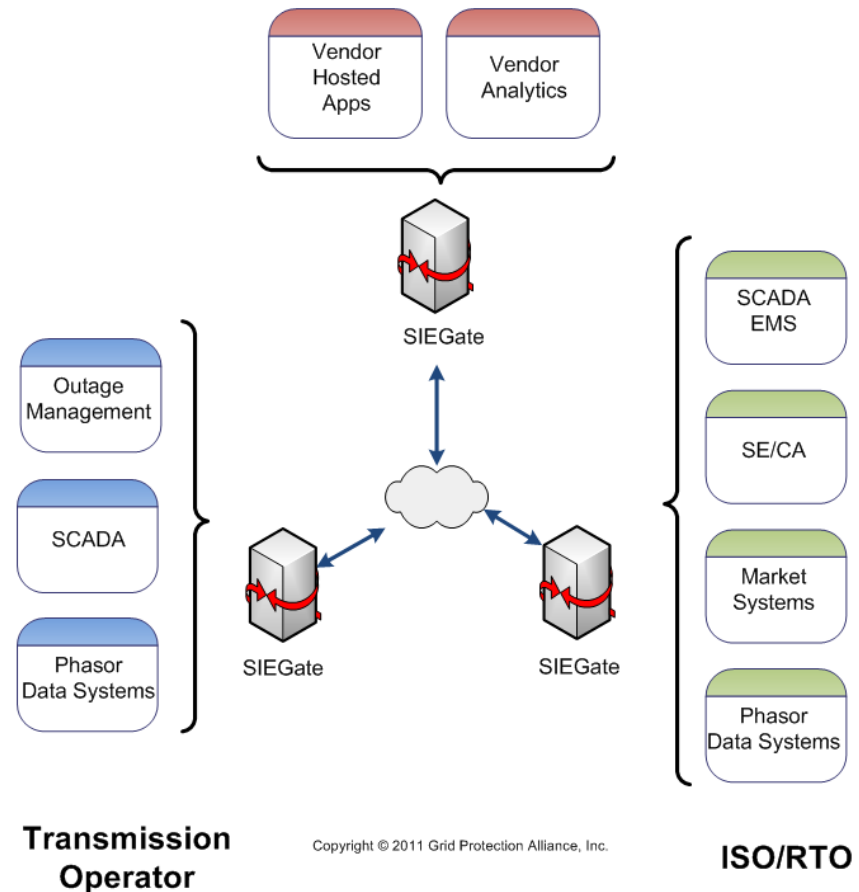 Vendor
Hosted
Apps
Vendor
Analytics
SIEGate
Outage
Management
SCADA
Phasor
Data Systems
SIEGate
SIEGate
SCADA
EMS
SE/CA
Market
Systems
Phasor
Data Systems
Transmission
Operator
Copyright © 2011 Grid Protection Alliance, Inc.
ISO/RTO